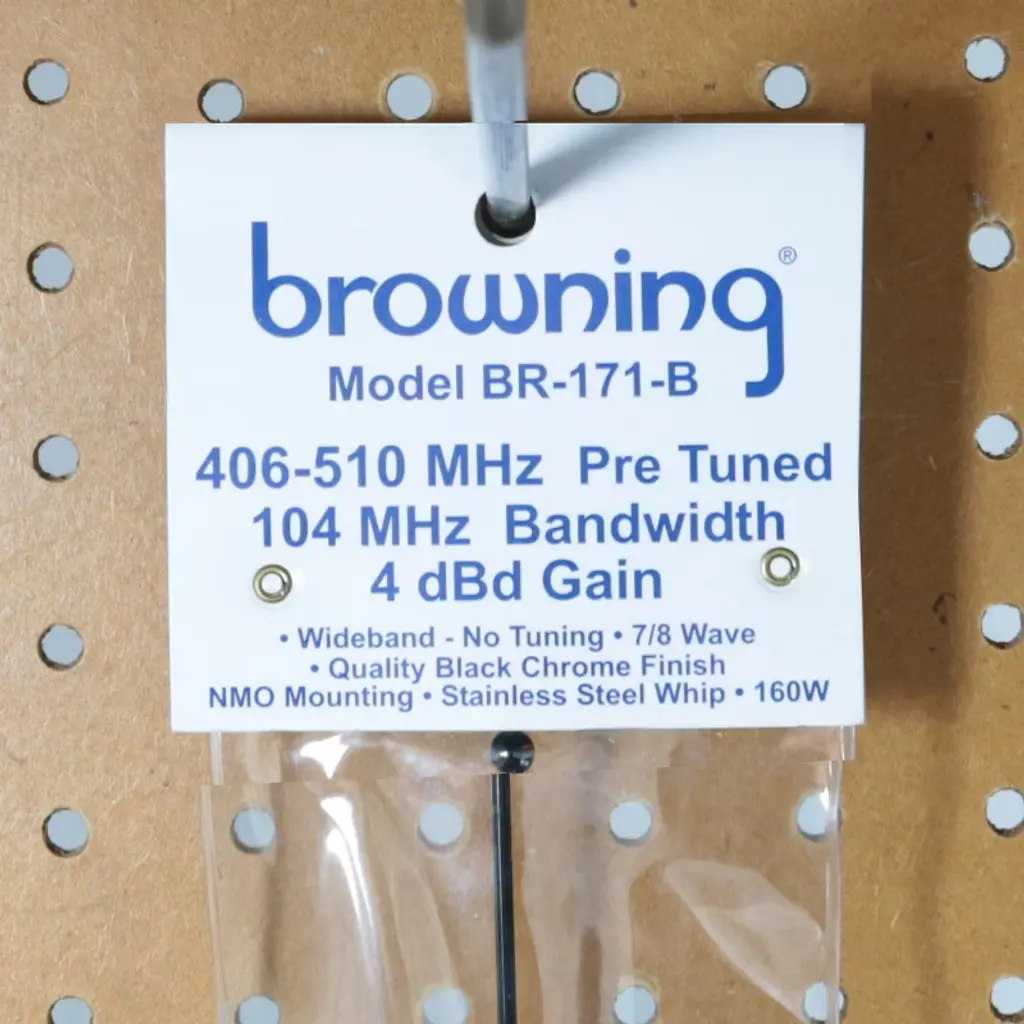 browning®
Model BR-171-B
406-510 MHz Pre Tuned
104 MHz Bandwidth
4 dBd Gain
• Wideband - No Tuning • 7/8 Wave
• Quality Black Chrome Finish
NMO Mounting • Stainless Steel Whip • 160W